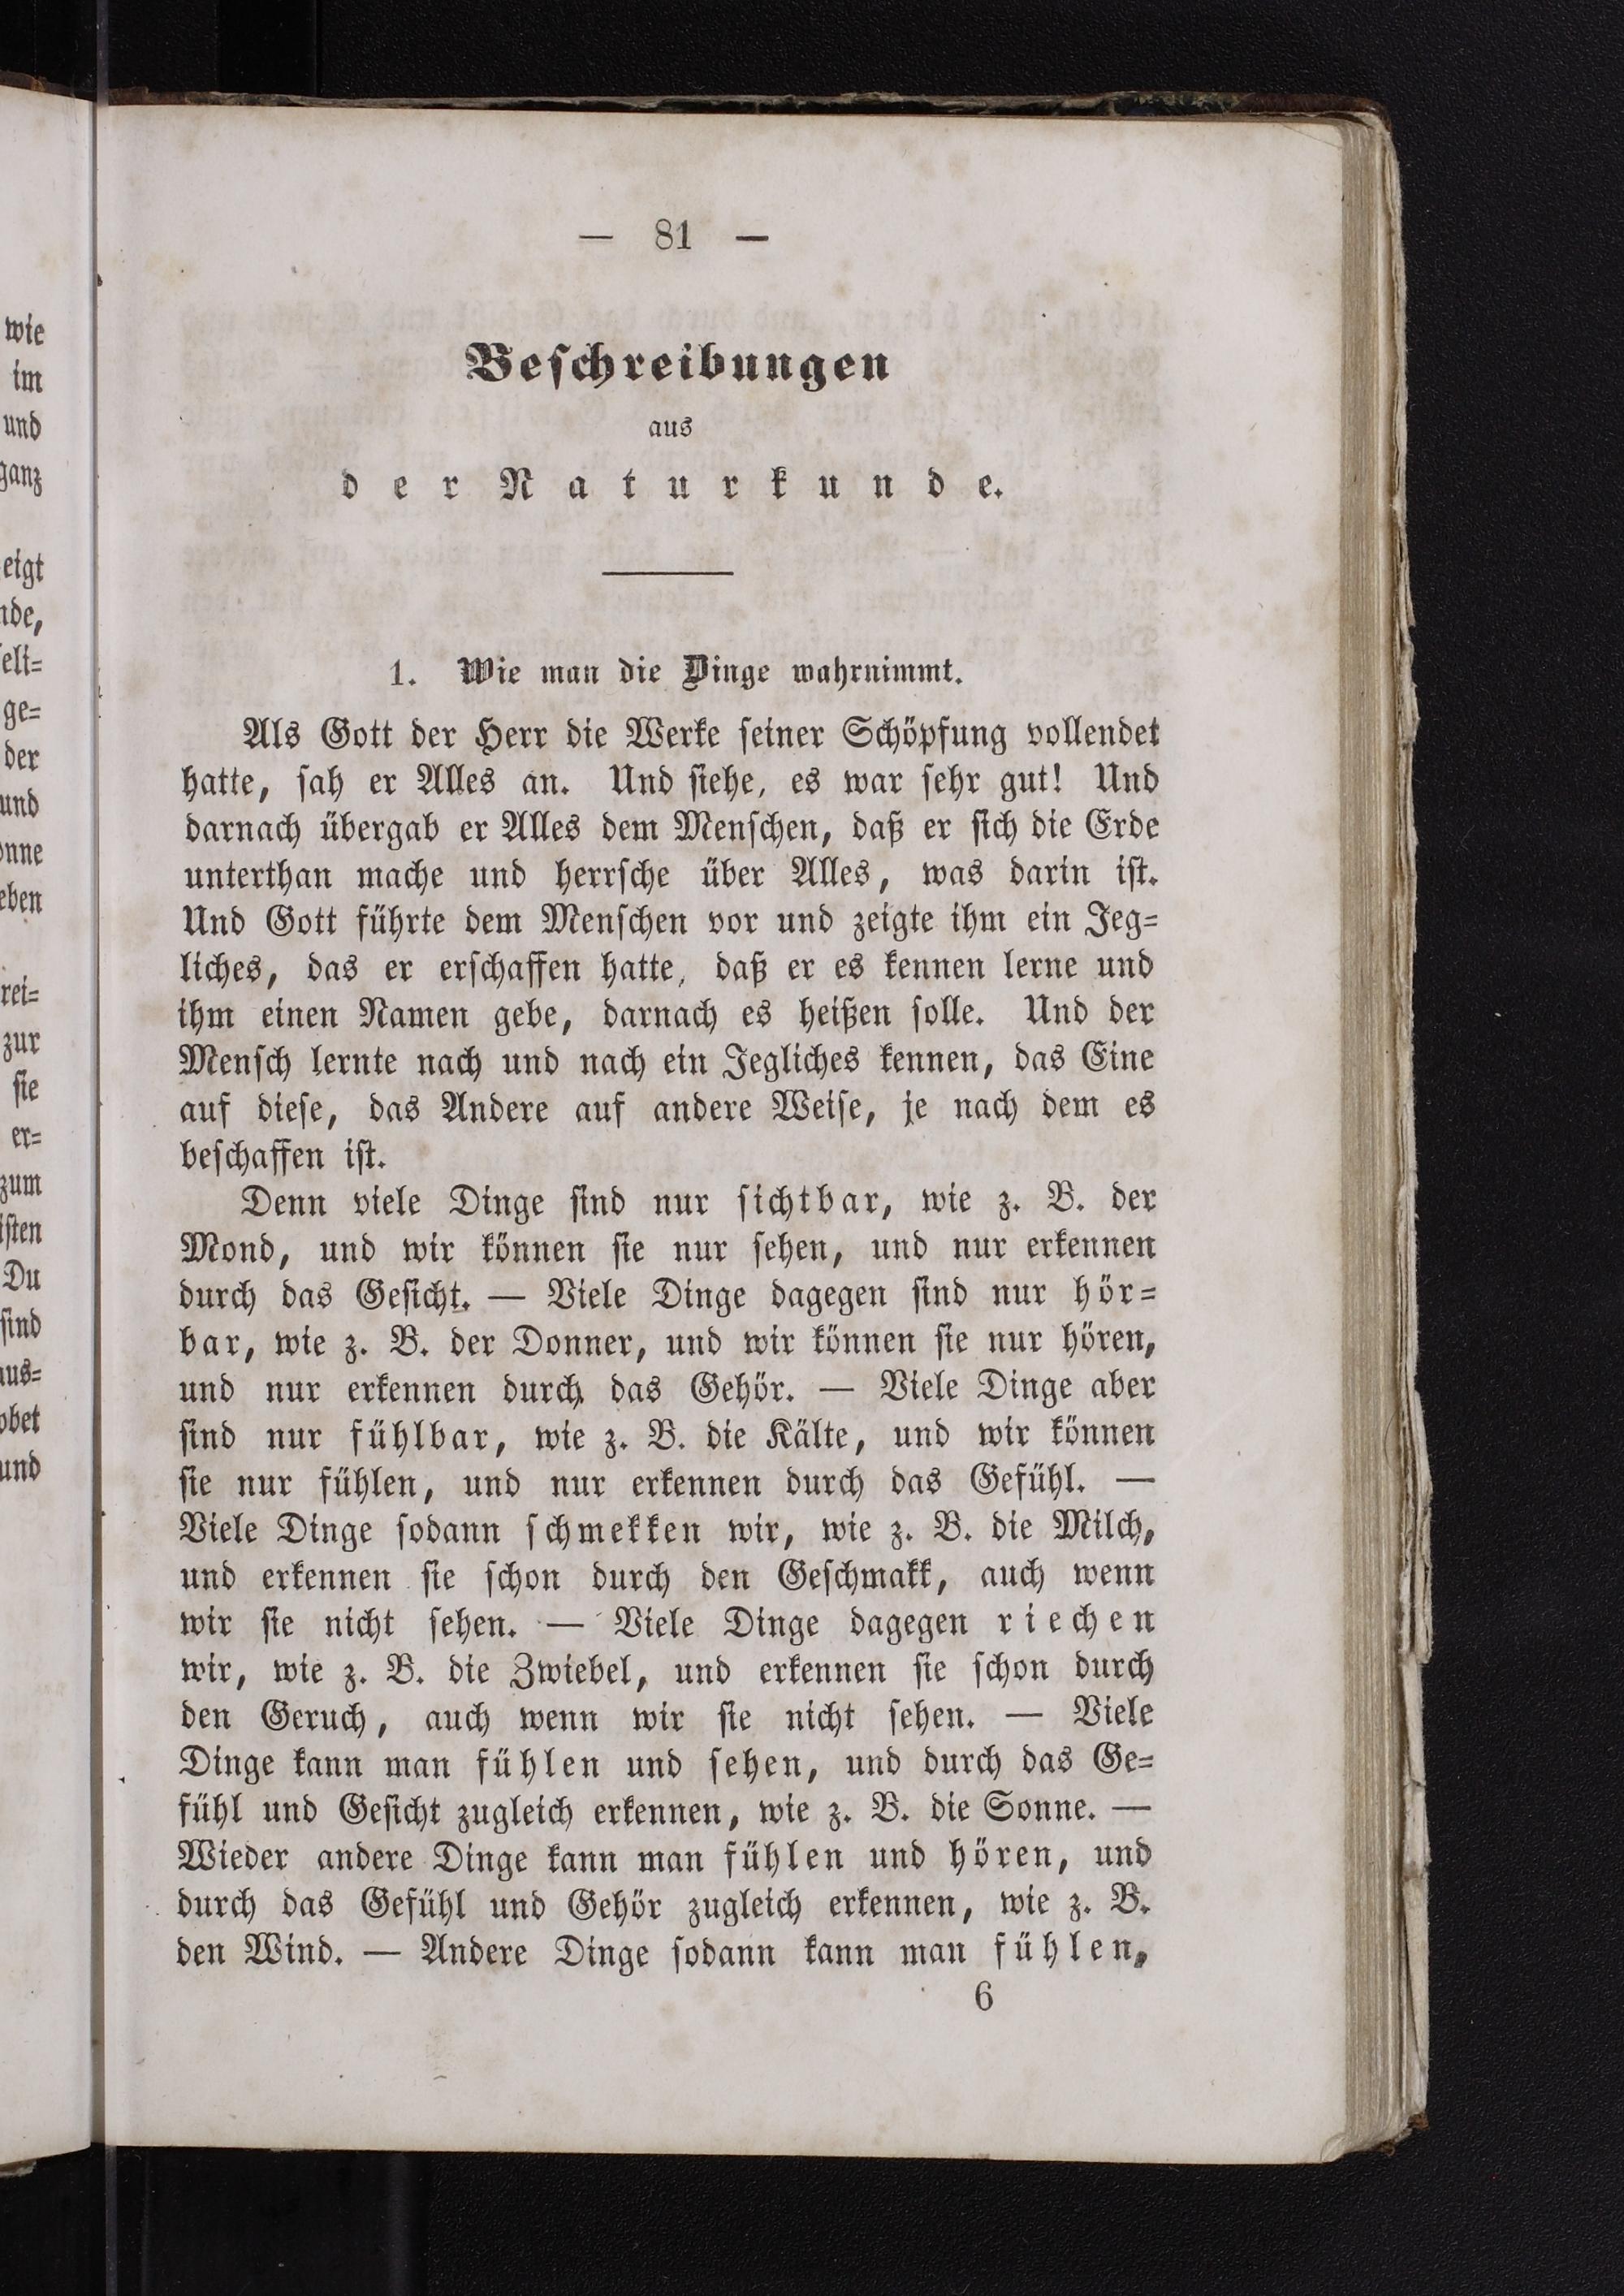 — 81 —
Beschreibungen
aus
der Naturkunde.
1. Wie man die Dinge wahrnimmt.
Als Gott der Herr die Werke seiner Schöpfung vollendet
hatte, sah er Alles an. Und siehe, es war sehr gut! Und
darnach übergab er Alles dem Menschen, daß er sich die Erde
unterthan mache und herrsche über Alles, was darin ist.
Und Gott führte dem Menschen vor und zeigte ihm ein Jeg-
liches, das er erschaffen hatte, daß er es kennen lerne und
ihm einen Namen gebe, darnach es heißen solle. Und der
Mensch lernte nach und nach ein Jegliches kennen, das Eine
auf diese, das Andere auf andere Weise, je nach dem es
beschaffen ist.
Denn viele Dinge sind nur sichtbar, wie z. B. der
Mond, und wir können sie nur sehen, und nur erkennen
durch das Gesicht. — Viele Dinge dagegen sind nur hör-
bar, wie z. B. der Donner, und wir können sie nur hören,
und nur erkennen durch das Gehör. — Viele Dinge aber
sind nur fühlbar, wie z. B. die Kälte, und wir können
sie nur fühlen, und nur erkennen durch das Gefühl. —
Viele Dinge sodann schmekken wir, wie z. B. die Milch,
und erkennen sie schon durch den Geschmakk, auch wenn
wir sie nicht sehen. — Viele Dinge dagegen riechen
wir, wie z. B. die Zwiebel, und erkennen sie schon durch
den Geruch, auch wenn wir sie nicht sehen. — Viele
Dinge kann man fühlen und sehen, und durch das Ge-
fühl und Gesicht zugleich erkennen, wie z. B. die Sonne. —
Wieder andere Dinge kann man fühlen und hören, und
durch das Gefühl und Gehör zugleich erkennen, wie z. B.
den Wind. — Andere Dinge sodann kann man fühlen,
6